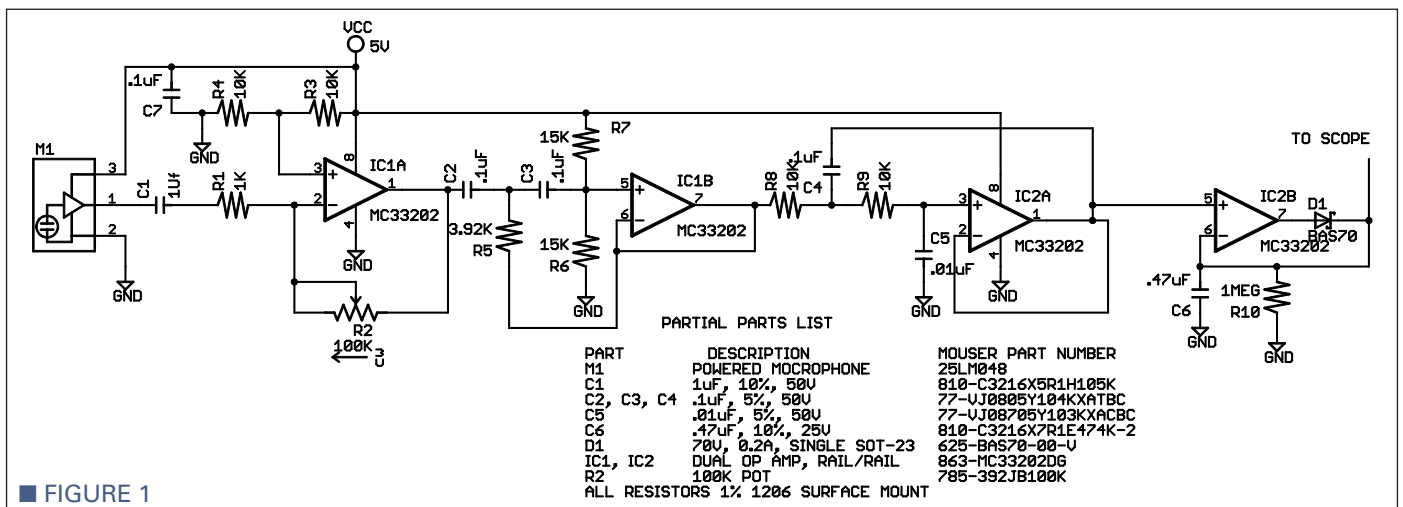 VCC
5V
.1uF
C7
R4
10K
R3
10K
GND
M1
3
1
2
C1
1Uf
R1
1K
GND
3
2
8
4
1
IC1A
MC33202
GND
R2
100K
CU
C2
.1uF
C3
.1uF
3.92K
R5
15K
R7
15K
R6
GND
5
6
7
IC1B
MC33202
R8
10K
.1uF
C4
R9
10K
C5
.01uF
GND
3
2
8
4
1
IC2A
MC33202
GND
TO SCOPE
5
6
7
IC2B
MC33202
D1
BAS70
.47uF
C6
GND
1MEG
R10
GND
PARTIAL PARTS LIST
PART DESCRIPTION MOUSER PART NUMBER
M1 POWERED MOCROPHONE 25LM048
C1 1uF, 10%, 50V 810-C3216X5R1H105K
C2, C3, C4 .1uF, 5%, 50V 77-VJ0805Y104KXATBC
C5 .01uF, 5%, 50V 77-VJ08705Y103KXACBC
C6 .47uF, 10%, 25V 810-C3216X7R1E474K-2
D1 70V, 0.2A, SINGLE SOT-23 625-BAS70-00-V
IC1, IC2 DUAL OP AMP, RAIL/RAIL 863-MC33202DG
R2 100K POT 785-392JB100K
ALL RESISTORS 1% 1206 SURFACE MOUNT
■ FIGURE 1